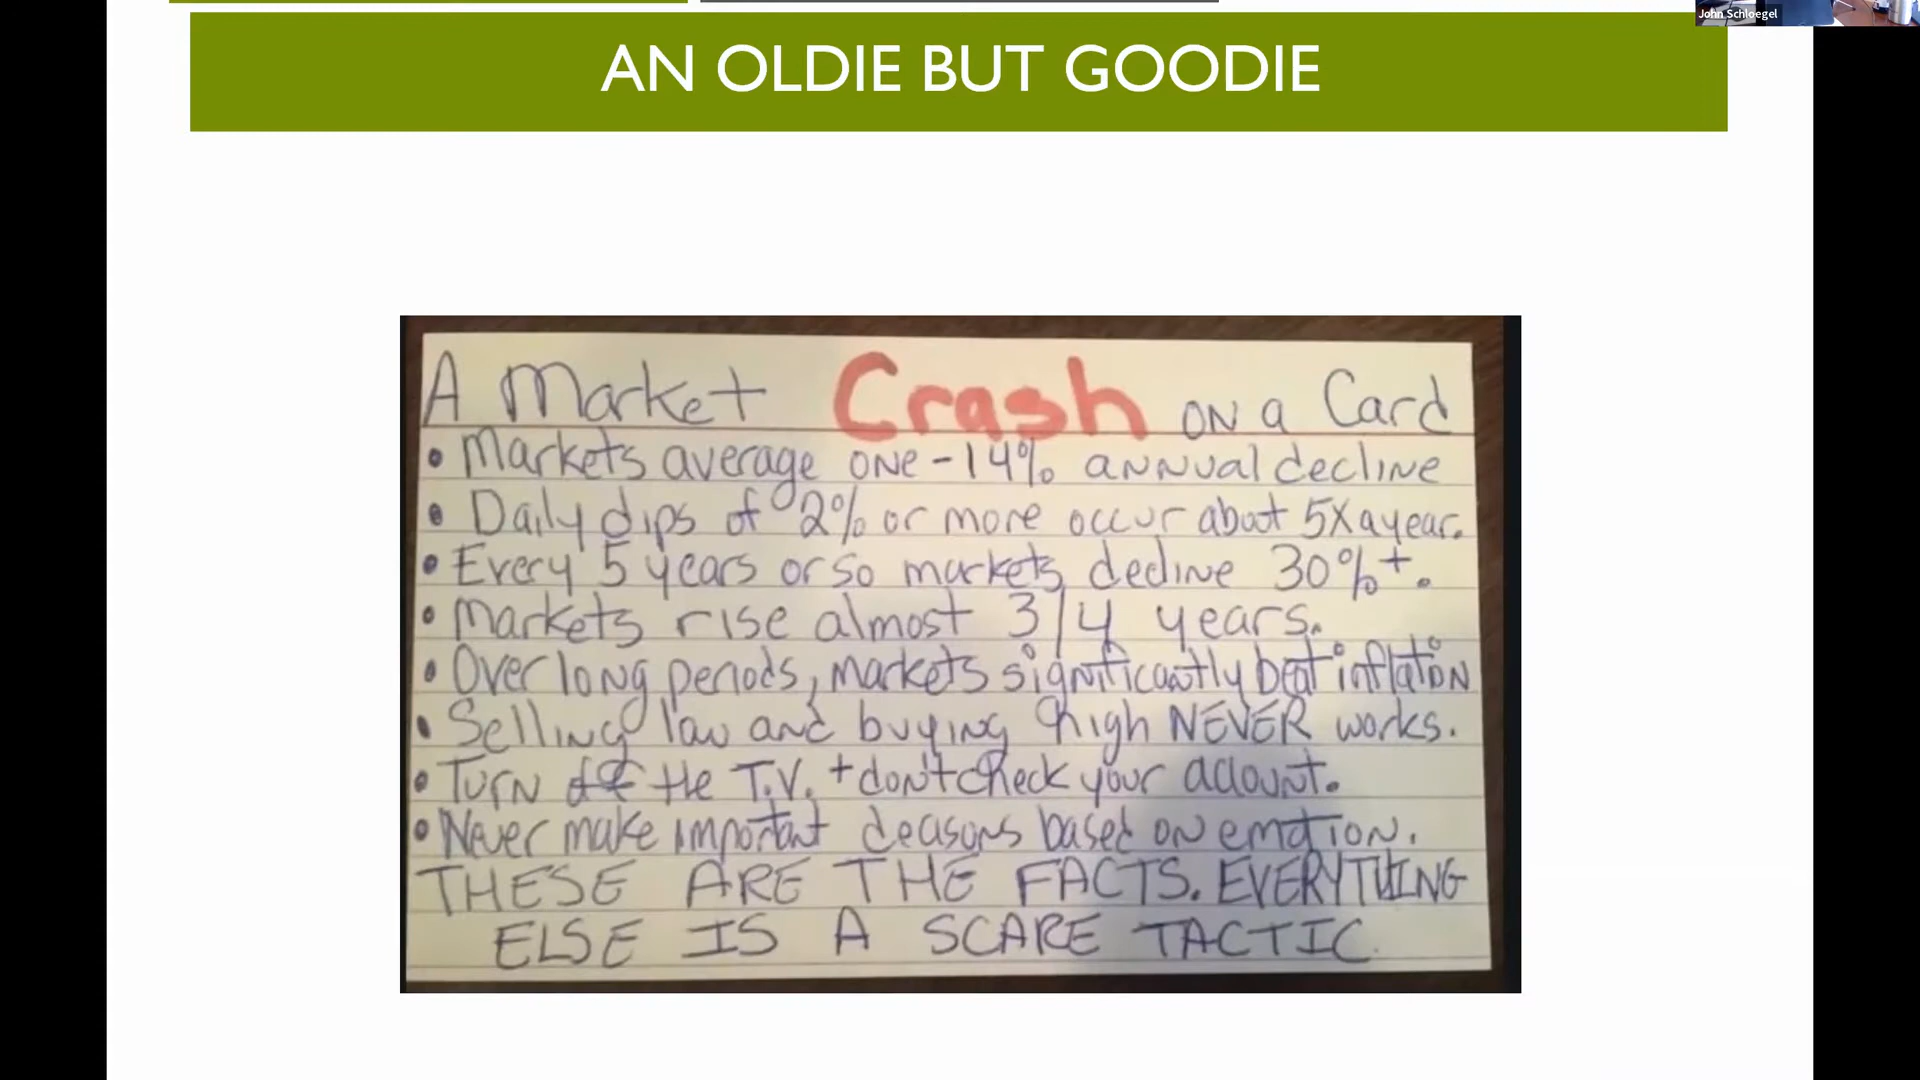 John Schloegel
AN OLDIE BUT GOODIE
A Market Crash on a Card
• Markets average one -14% annual decline
• Daily dips of 2% or more occur about 5X a year.
• Every 5 years or so markets decline 30%+.
• Markets rise almost 3/4 years.
• Over long periods, markets significantly beat inflation
• Selling low and buying high NEVER works.
• Turn off the T.V. + don't check your account.
• Never make important decisions based on emotion.
THESE ARE THE FACTS. EVERYTHING
ELSE IS A SCARE TACTIC.